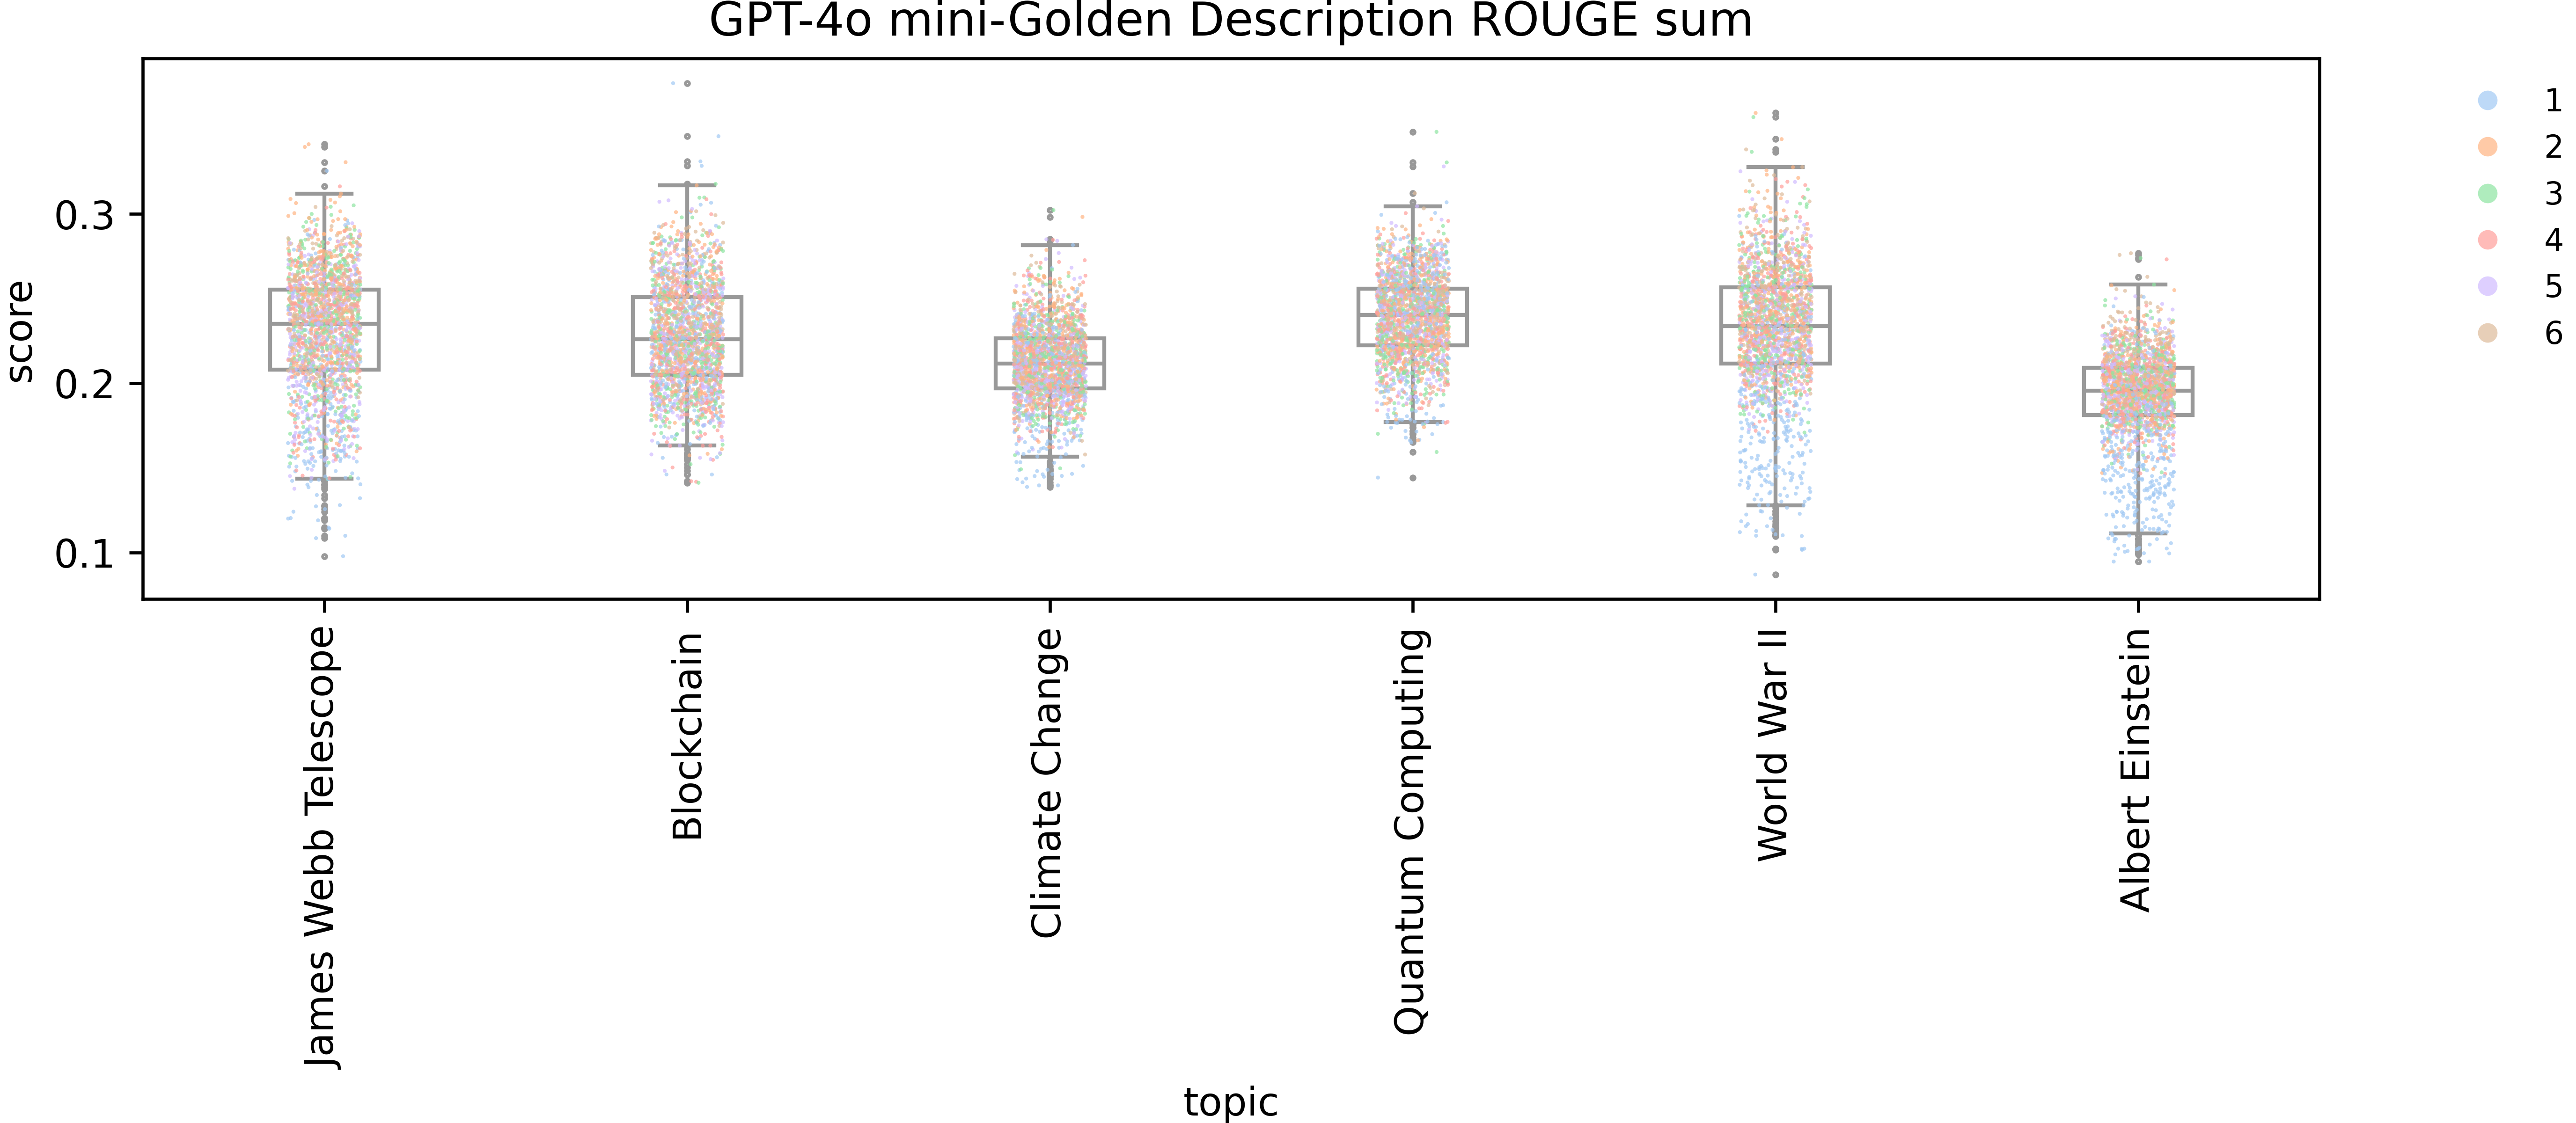 GPT-4o mini-Golden Description ROUGE sum
score
0.3
0.2
0.1
1
2
3
4
5
6
James Webb Telescope
Blockchain
Climate Change
Quantum Computing
World War II
Albert Einstein
topic